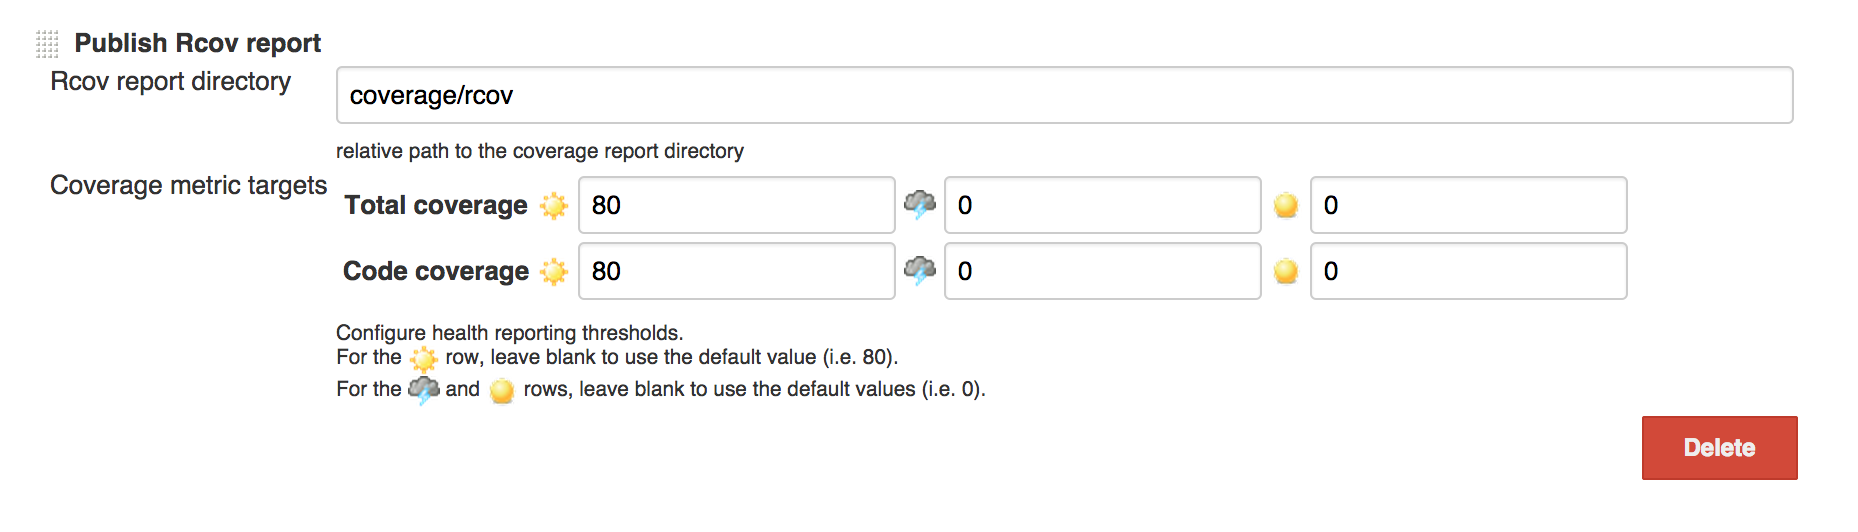 Publish Rcov report
Rcov report directory
coverage/rcov
relative path to the coverage report directory
Coverage metric targets
Total coverage 80 0 0
Code coverage 80 0 0
Configure health reporting thresholds.
For the row, leave blank to use the default value (i.e. 80).
For the and rows, leave blank to use the default values (i.e. 0).
Delete